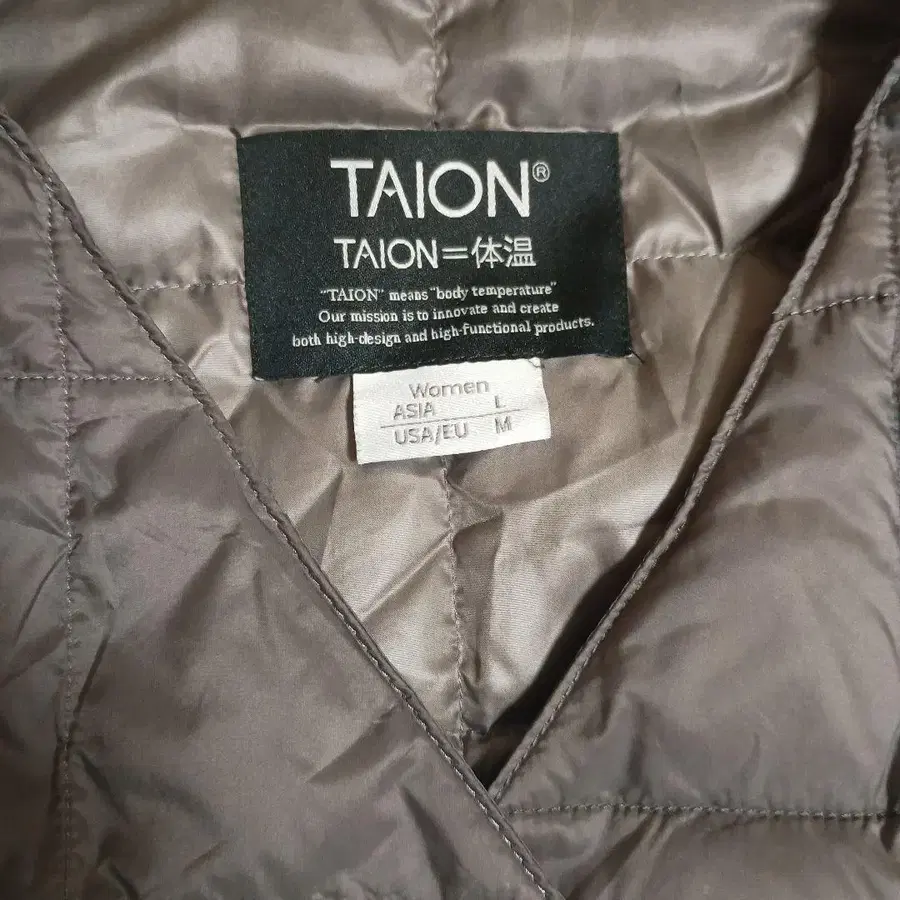 TAION®
TAION=体温
"TAION" means "body temperature"
Our mission is to innovate and create
both high-design and high-functional products.
Women
ASIA L
USA/EU M